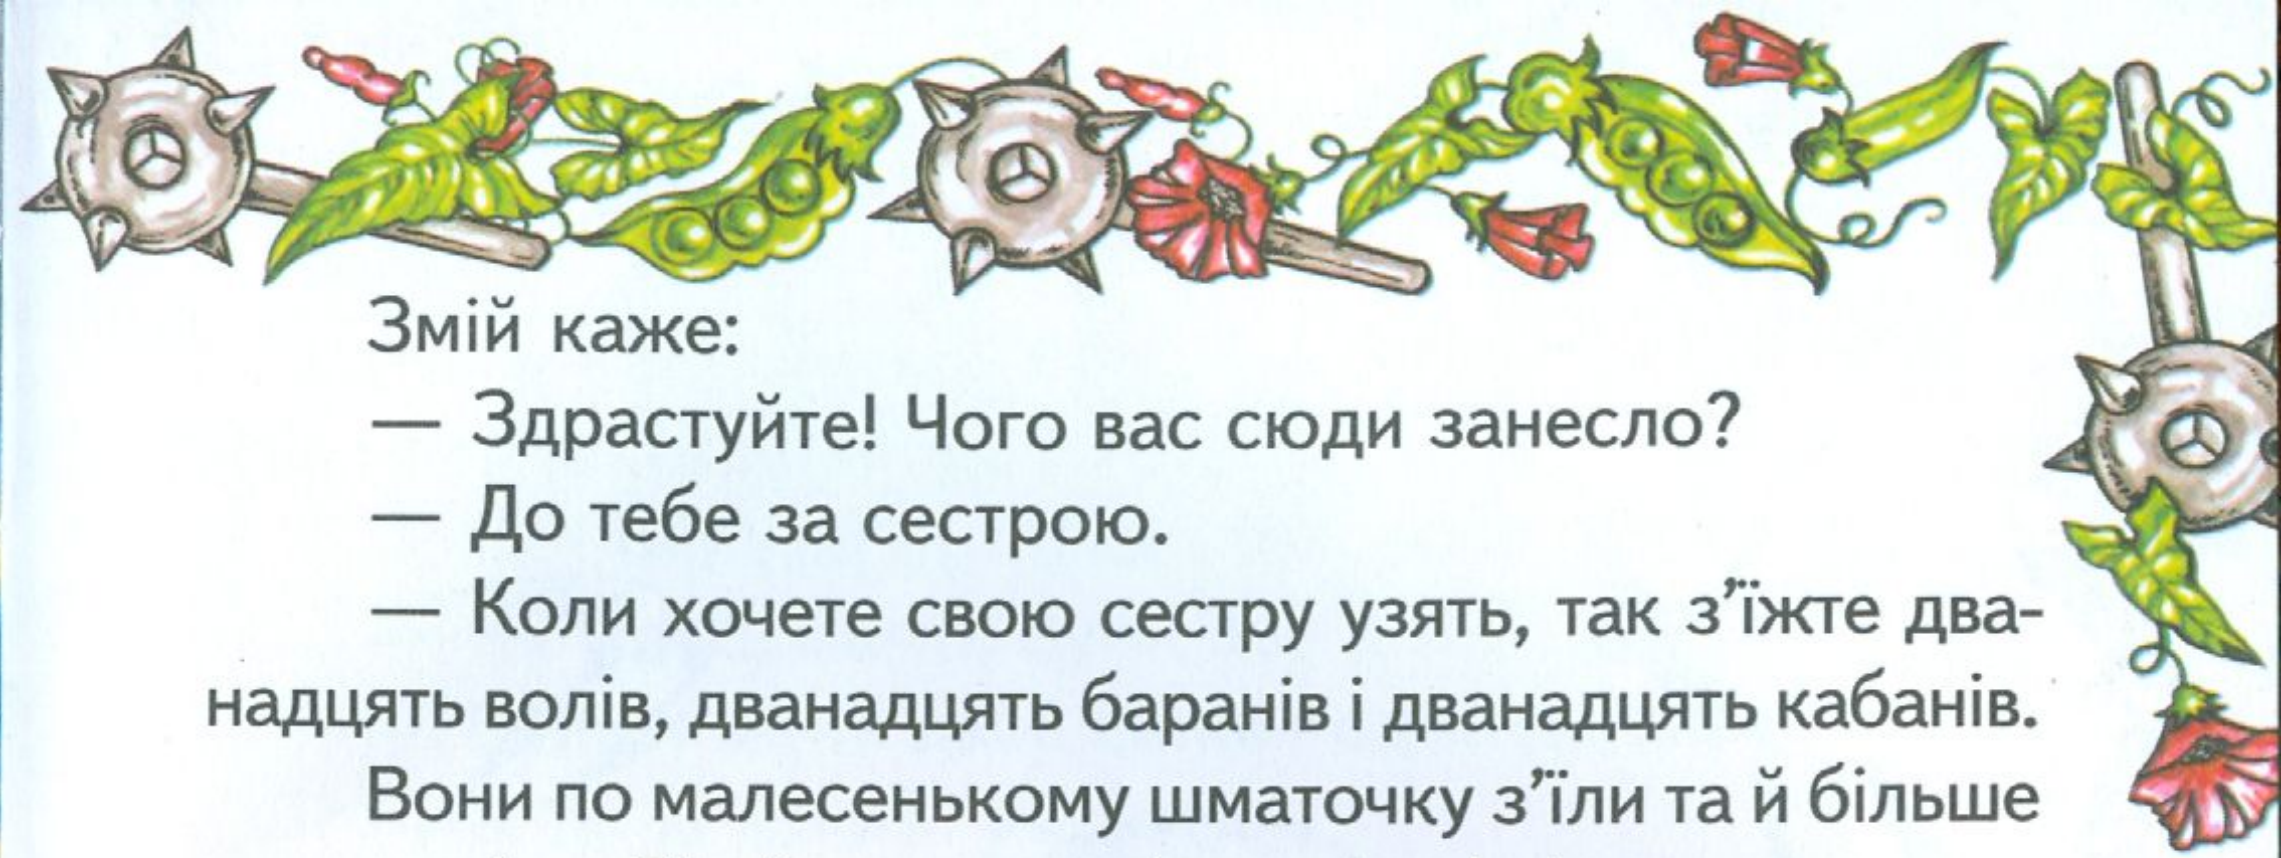 Змій каже:
— Здрастуйте! Чого вас сюди занесло?
— До тебе за сестрою.
— Коли хочете свою сестру узять, так з’їжте два-
надцять волів, дванадцять баранів і дванадцять кабанів.
Вони по малесенькому шматочку з’їли та й більше